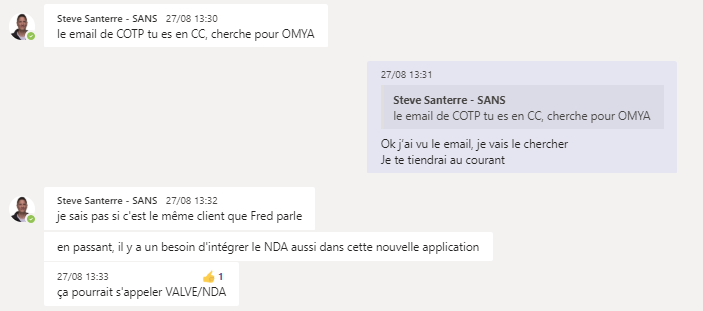 Steve Santerre - SANS 27/08 13:30
le email de COTP tu es en CC, cherche pour OMYA
27/08 13:31
Steve Santerre - SANS
le email de COTP tu es en CC, cherche pour OMYA
Ok j'ai vu le email, je vais le chercher
Je te tiendrai au courant
Steve Santerre - SANS 27/08 13:32
je sais pas si c'est le même client que Fred parle
en passant, il y a un besoin d'intégrer le NDA aussi dans cette nouvelle application
27/08 13:33 👍 1
ça pourrait s'appeler VALVE/NDA